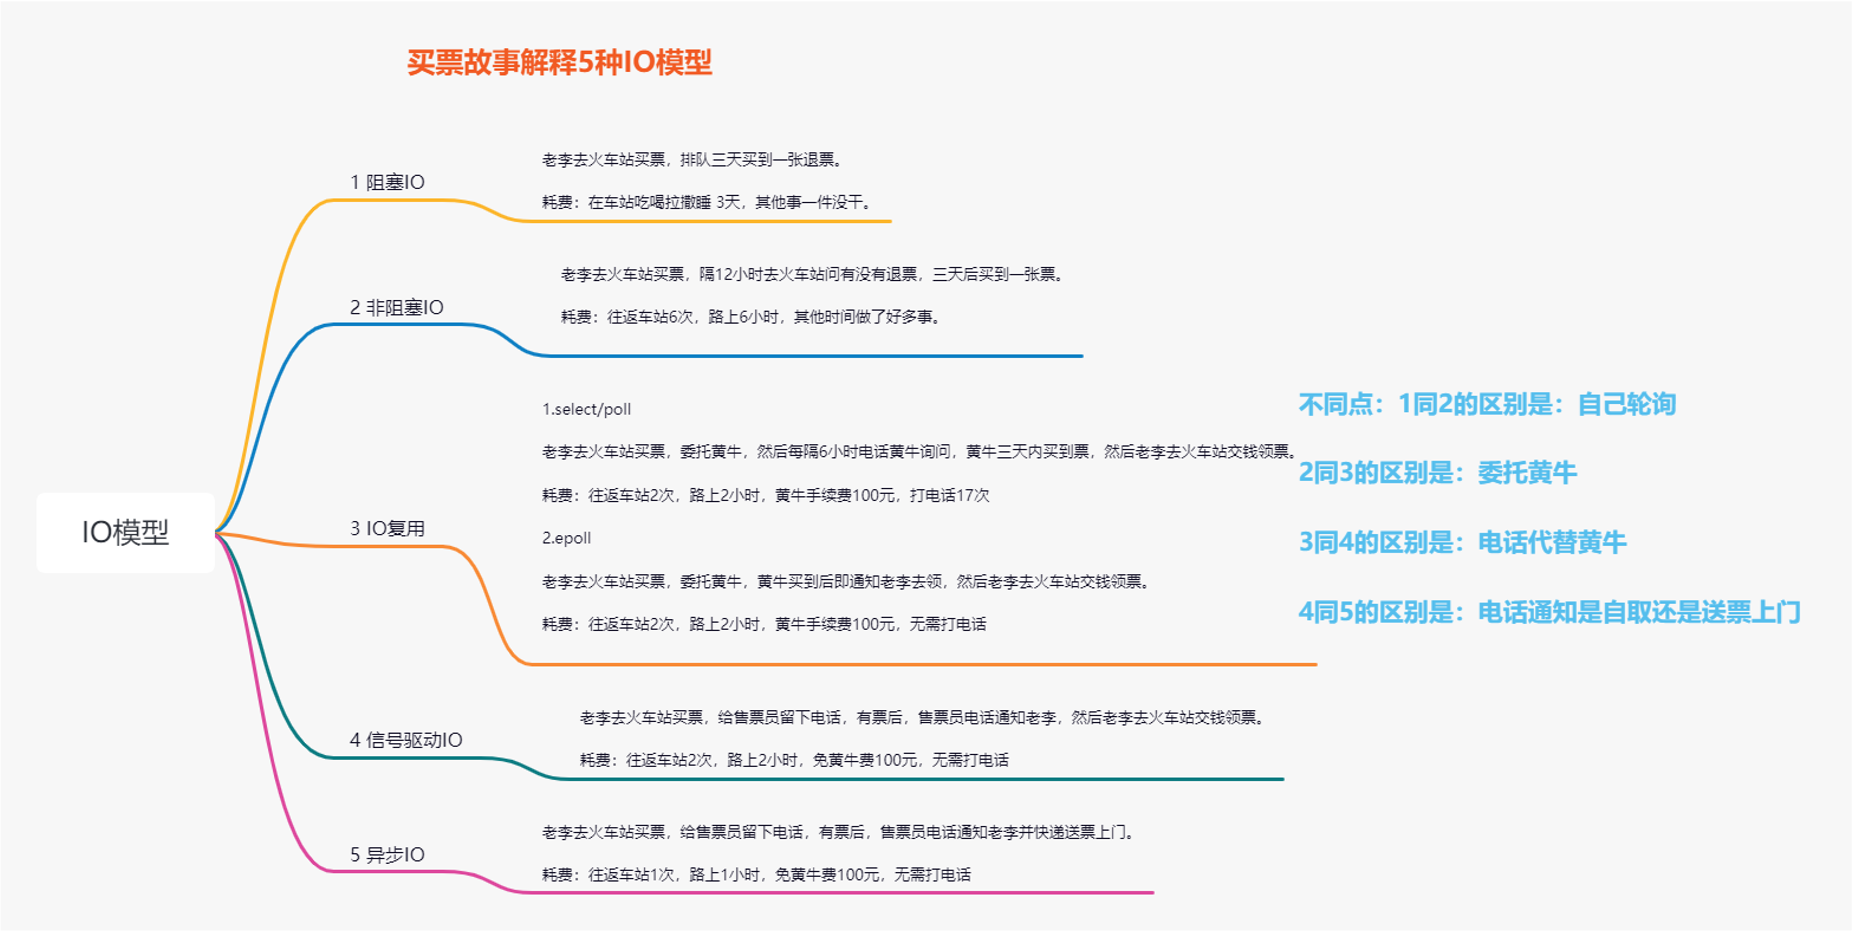 买票故事解释5种IO模型
IO模型
1 阻塞IO
老李去火车站买票，排队三天买到一张退票。
耗费：在车站吃喝拉撒睡 3天，其他事一件没干。
2 非阻塞IO
老李去火车站买票，隔12小时去火车站问有没有退票，三天后买到一张票。
耗费：往返车站6次，路上6小时，其他时间做了好多事。
3 IO复用
1.select/poll
老李去火车站买票，委托黄牛，然后每隔6小时电话黄牛询问，黄牛三天内买到票，然后老李去火车站交钱领票。
耗费：往返车站2次，路上2小时，黄牛手续费100元，打电话17次
2.epoll
老李去火车站买票，委托黄牛，黄牛买到后即通知老李去领，然后老李去火车站交钱领票。
耗费：往返车站2次，路上2小时，黄牛手续费100元，无需打电话
4 信号驱动IO
老李去火车站买票，给售票员留下电话，有票后，售票员电话通知老李，然后老李去火车站交钱领票。
耗费：往返车站2次，路上2小时，免黄牛费100元，无需打电话
5 异步IO
老李去火车站买票，给售票员留下电话，有票后，售票员电话通知老李并快递送票上门。
耗费：往返车站1次，路上1小时，免黄牛费100元，无需打电话
不同点：1同2的区别是：自己轮询
2同3的区别是：委托黄牛
3同4的区别是：电话代替黄牛
4同5的区别是：电话通知是自取还是送票上门